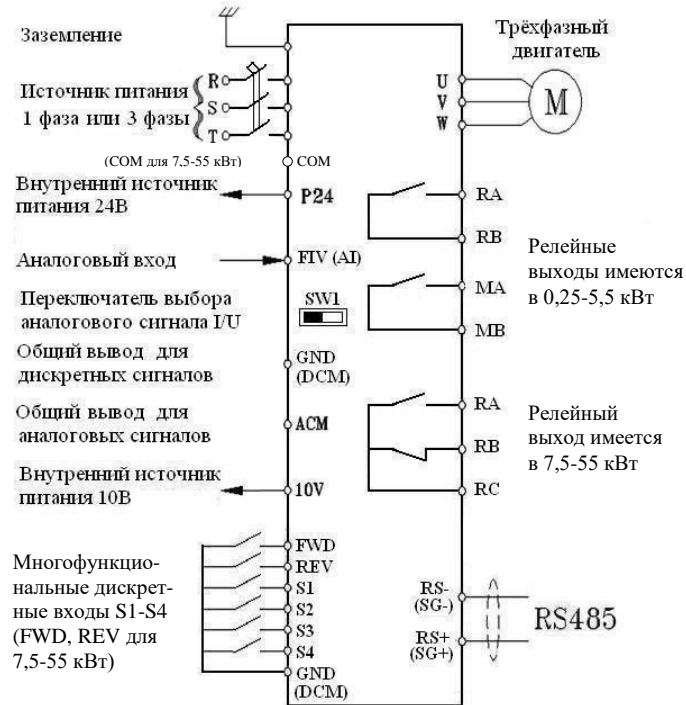 Заземление
Источник питания
1 фаза или 3 фазы
R
S
T
(COM для 7,5-55 кВт)
COM
Внутренний источник
питания 24В
P24
Аналоговый вход
FIV (AI)
Переключатель выбора
аналогового сигнала I/U
SW1
Общий вывод для
дискретных сигналов
GND
(DCM)
Общий вывод для
аналоговых сигналов
ACM
Внутренний источник
питания 10В
10V
Многофункцио-
нальные дискрет-
ные входы S1-S4
(FWD, REV для
7,5-55 кВт)
FWD
REV
S1
S2
S3
S4
GND
(DCM)
Трёхфазный
двигатель
U
V
W
M
RA
RB
MA
MB
Релейные
выходы имеются
в 0,25-5,5 кВт
RA
RB
RC
Релейный
выход имеется
в 7,5-55 кВт
RS-
(SG-)
RS+
(SG+)
RS485